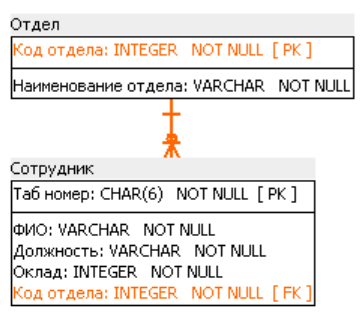 Отдел
Код отдела: INTEGER NOT NULL [ PK ]
Наименование отдела: VARCHAR NOT NULL
Сотрудник
Таб номер: CHAR(6) NOT NULL [ PK ]
ФИО: VARCHAR NOT NULL
Должность: VARCHAR NOT NULL
Оклад: INTEGER NOT NULL
Код отдела: INTEGER NOT NULL [ FK ]